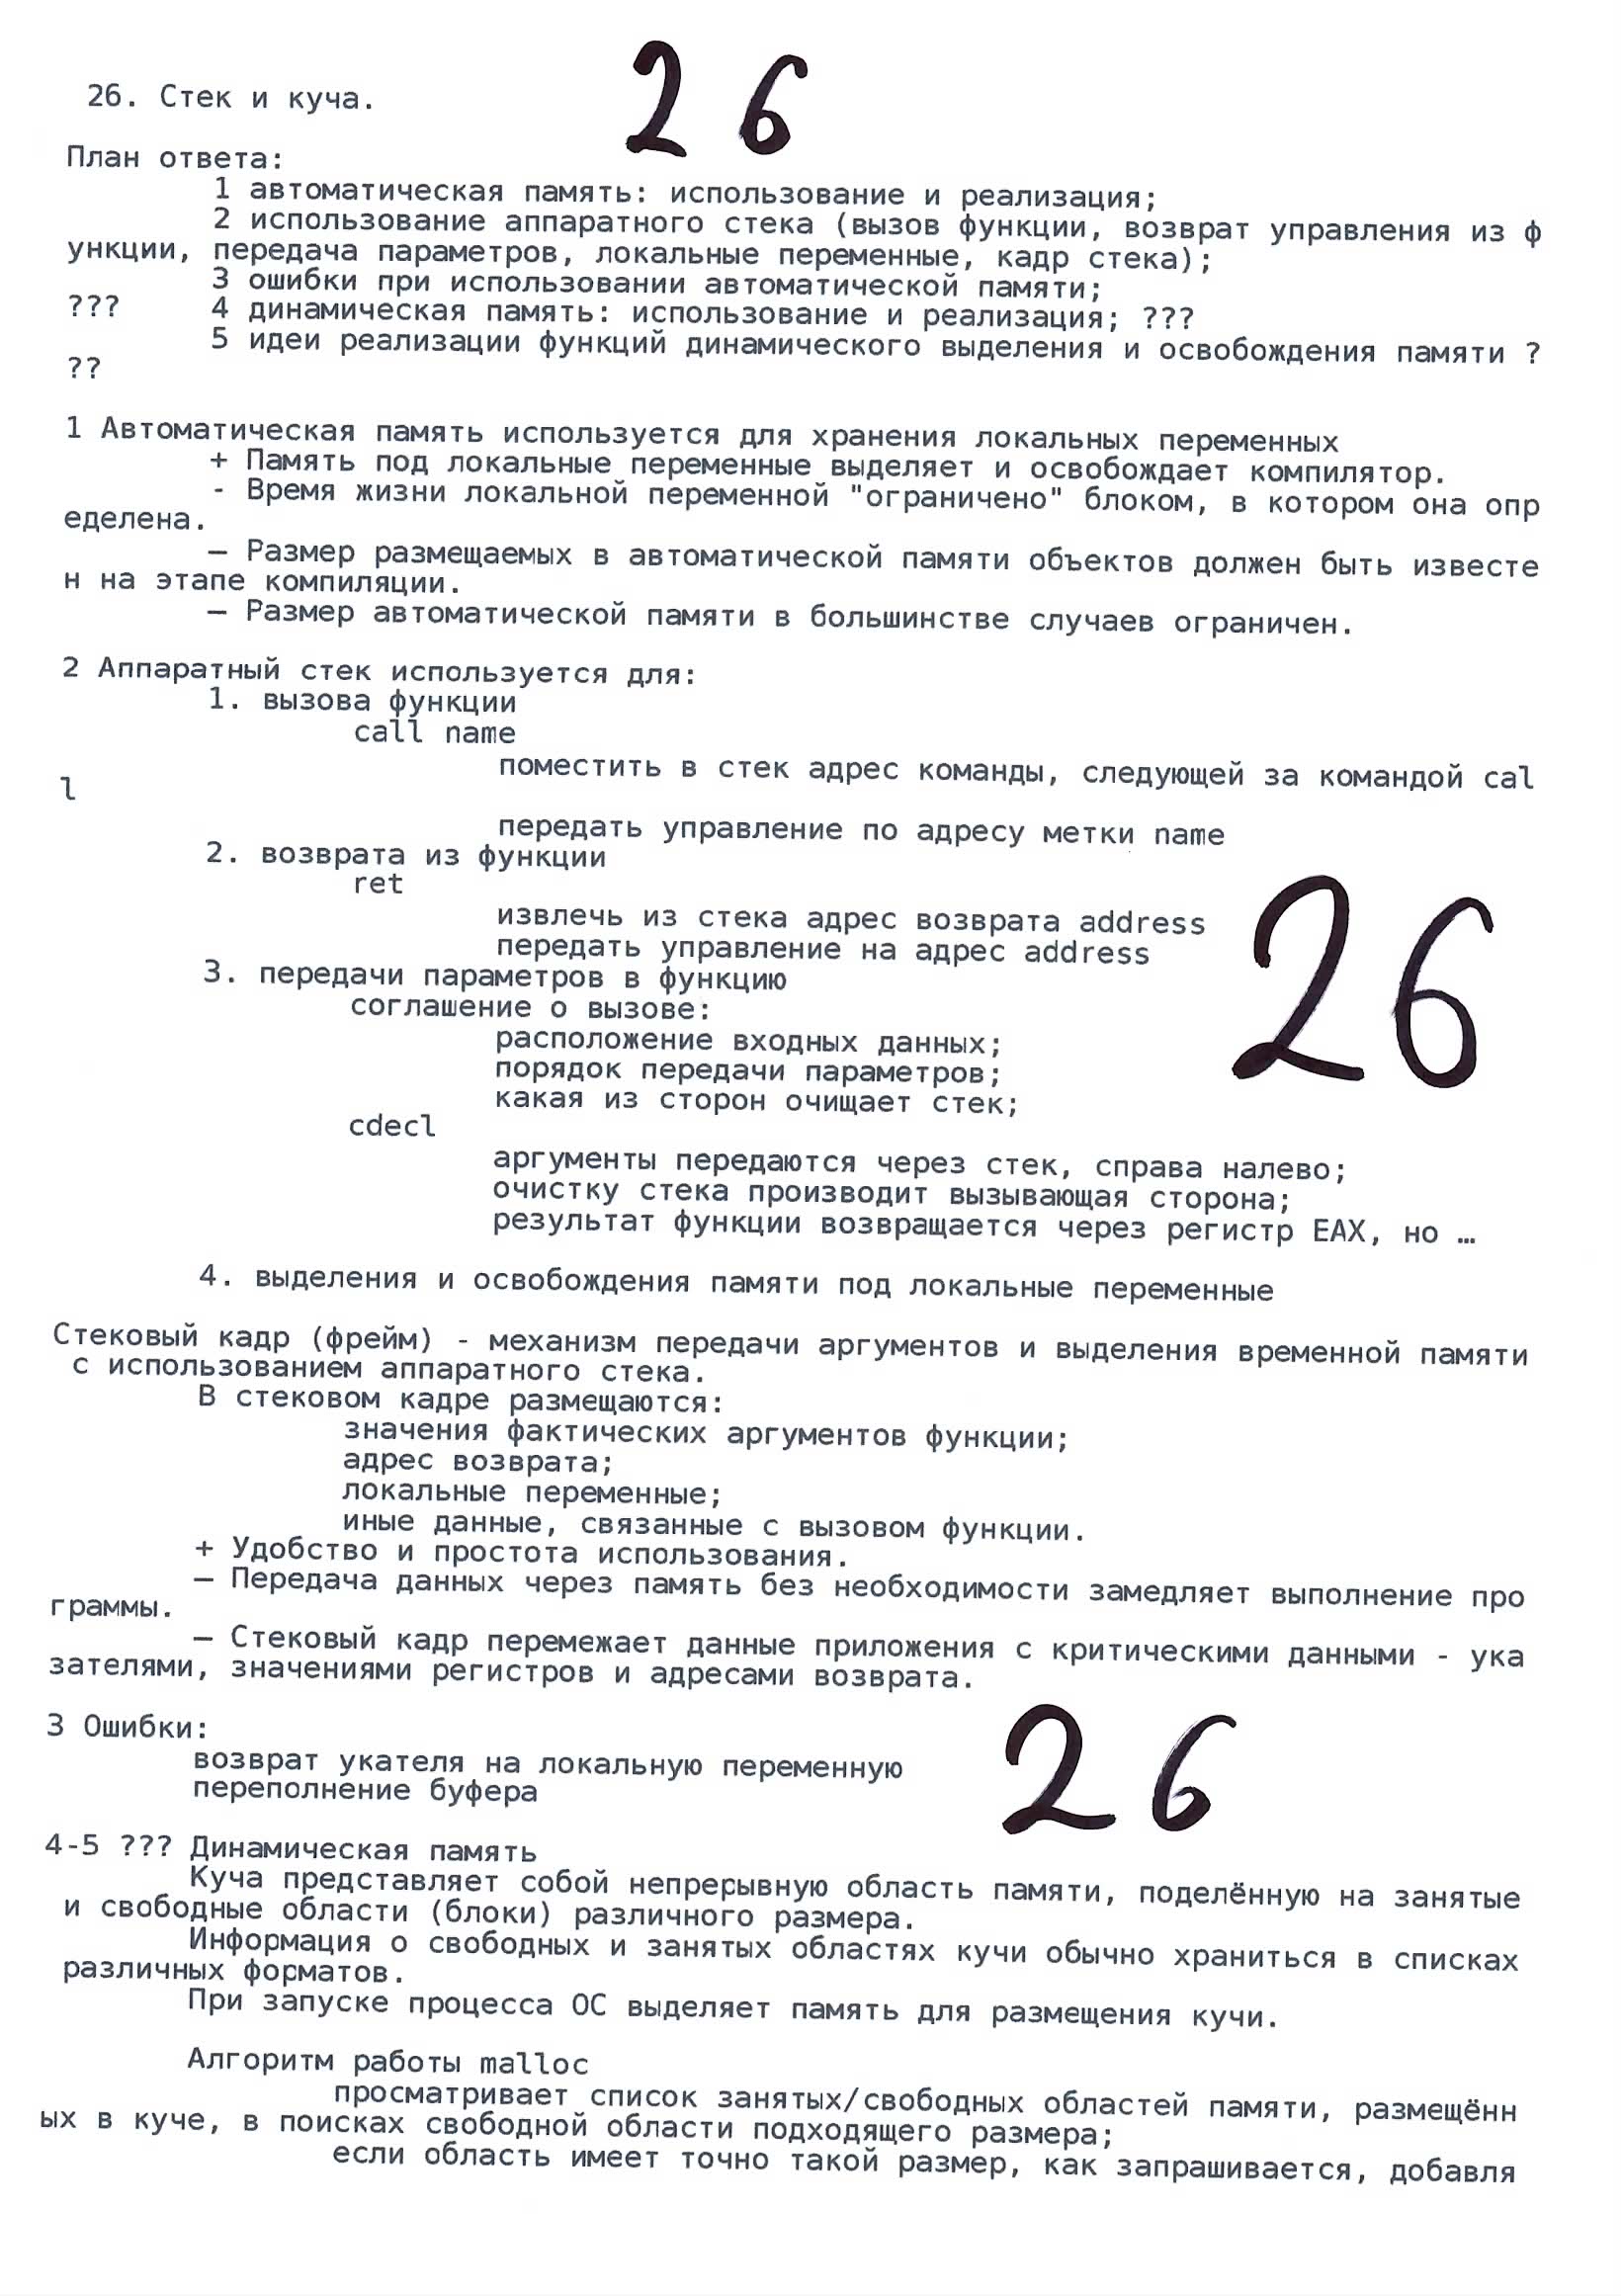 26. Стек и куча.
26
План ответа:
1 автоматическая память: использование и реализация;
2 использование аппаратного стека (вызов функции, возврат управления из ф
ункции, передача параметров, локальные переменные, кадр стека);
3 ошибки при использовании автоматической памяти;
??? 4 динамическая память: использование и реализация; ???
5 идеи реализации функций динамического выделения и освобождения памяти ?
??
1 Автоматическая память используется для хранения локальных переменных
+ Память под локальные переменные выделяет и освобождает компилятор.
- Время жизни локальной переменной "ограничено" блоком, в котором она опр
еделена.
– Размер размещаемых в автоматической памяти объектов должен быть известе
н на этапе компиляции.
– Размер автоматической памяти в большинстве случаев ограничен.
2 Аппаратный стек используется для:
1. вызова функции
call name
поместить в стек адрес команды, следующей за командой cal
l
передать управление по адресу метки name
2. возврата из функции
ret
извлечь из стека адрес возврата address
передать управление на адрес address
26
3. передачи параметров в функцию
соглашение о вызове:
расположение входных данных;
порядок передачи параметров;
какая из сторон очищает стек;
cdecl
аргументы передаются через стек, справа налево;
очистку стека производит вызывающая сторона;
результат функции возвращается через регистр EAX, но …
4. выделения и освобождения памяти под локальные переменные
Стековый кадр (фрейм) - механизм передачи аргументов и выделения временной памяти
с использованием аппаратного стека.
В стековом кадре размещаются:
значения фактических аргументов функции;
адрес возврата;
локальные переменные;
иные данные, связанные с вызовом функции.
+ Удобство и простота использования.
– Передача данных через память без необходимости замедляет выполнение про
граммы.
– Стековый кадр перемежает данные приложения с критическими данными - ука
зателями, значениями регистров и адресами возврата.
3 Ошибки:
возврат укателя на локальную переменную
переполнение буфера
26
4-5 ??? Динамическая память
Куча представляет собой непрерывную область памяти, поделённую на занятые
и свободные области (блоки) различного размера.
Информация о свободных и занятых областях кучи обычно храниться в списках
различных форматов.
При запуске процесса ОС выделяет память для размещения кучи.
Алгоритм работы malloc
просматривает список занятых/свободных областей памяти, размещённ
ых в куче, в поисках свободной области подходящего размера;
если область имеет точно такой размер, как запрашивается, добавля